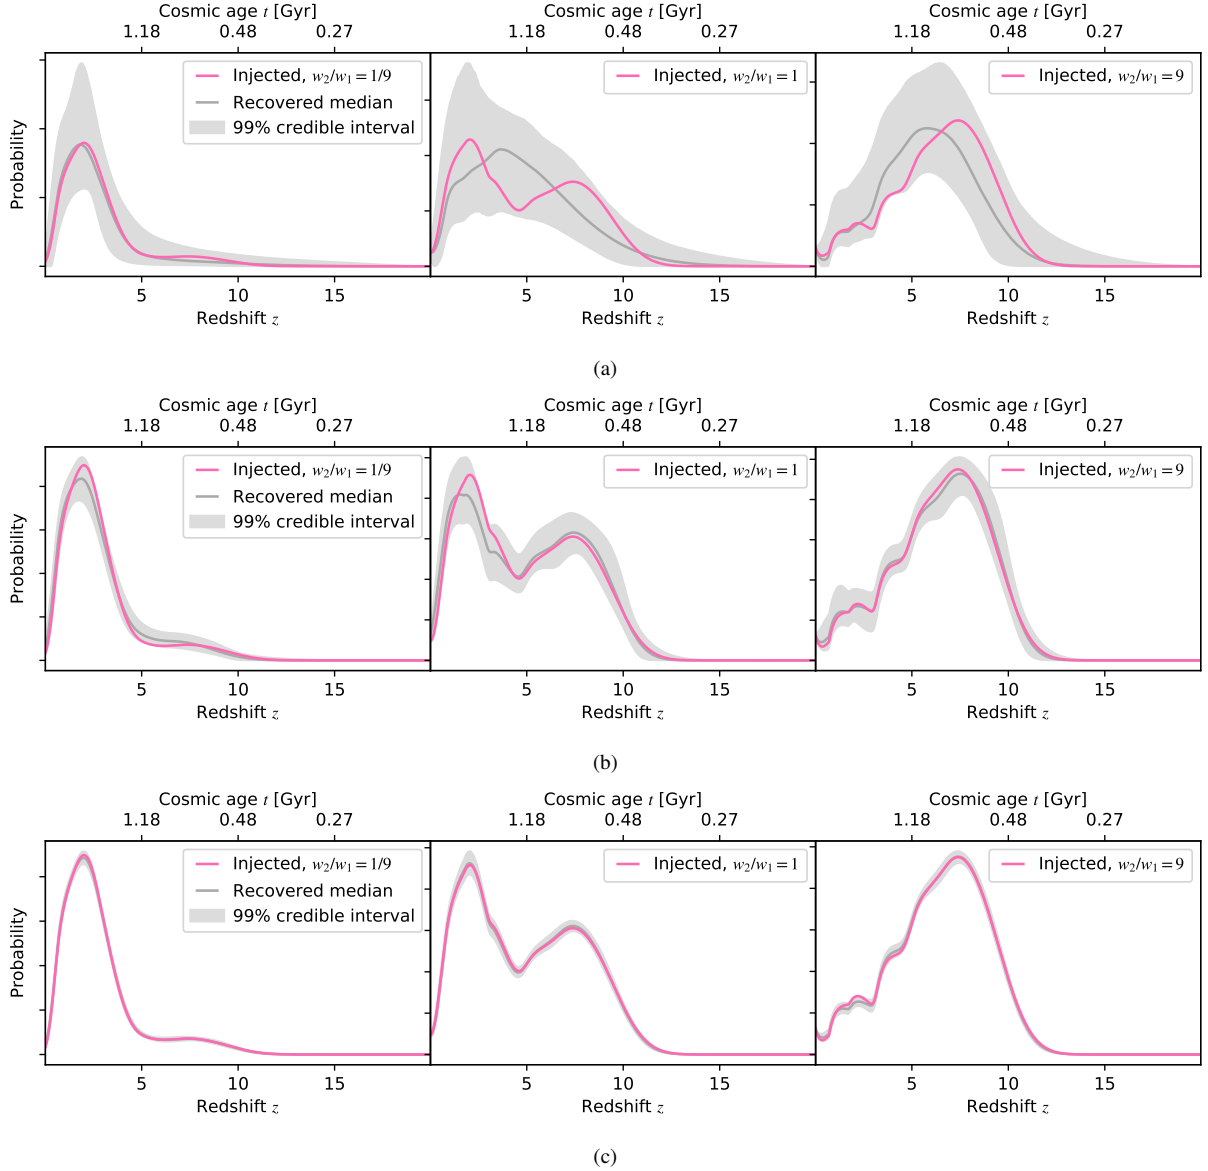 Cosmic age t [Gyr] Cosmic age t [Gyr] Cosmic age t [Gyr]
1.18 0.48 0.27 1.18 0.48 0.27 1.18 0.48 0.27
Injected, w₂/w₁ = 1/9 Injected, w₂/w₁ = 1 Injected, w₂/w₁ = 9
Recovered median
99% credible interval
Probability
5 10 15 5 10 15 5 10 15
Redshift z Redshift z Redshift z
(a)
Cosmic age t [Gyr] Cosmic age t [Gyr] Cosmic age t [Gyr]
1.18 0.48 0.27 1.18 0.48 0.27 1.18 0.48 0.27
Injected, w₂/w₁ = 1/9 Injected, w₂/w₁ = 1 Injected, w₂/w₁ = 9
Recovered median
99% credible interval
Probability
5 10 15 5 10 15 5 10 15
Redshift z Redshift z Redshift z
(b)
Cosmic age t [Gyr] Cosmic age t [Gyr] Cosmic age t [Gyr]
1.18 0.48 0.27 1.18 0.48 0.27 1.18 0.48 0.27
Injected, w₂/w₁ = 1/9 Injected, w₂/w₁ = 1 Injected, w₂/w₁ = 9
Recovered median
99% credible interval
Probability
5 10 15 5 10 15 5 10 15
Redshift z Redshift z Redshift z
(c)